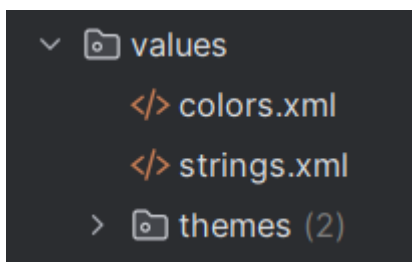 values
</> colors.xml
</> strings.xml
themes (2)